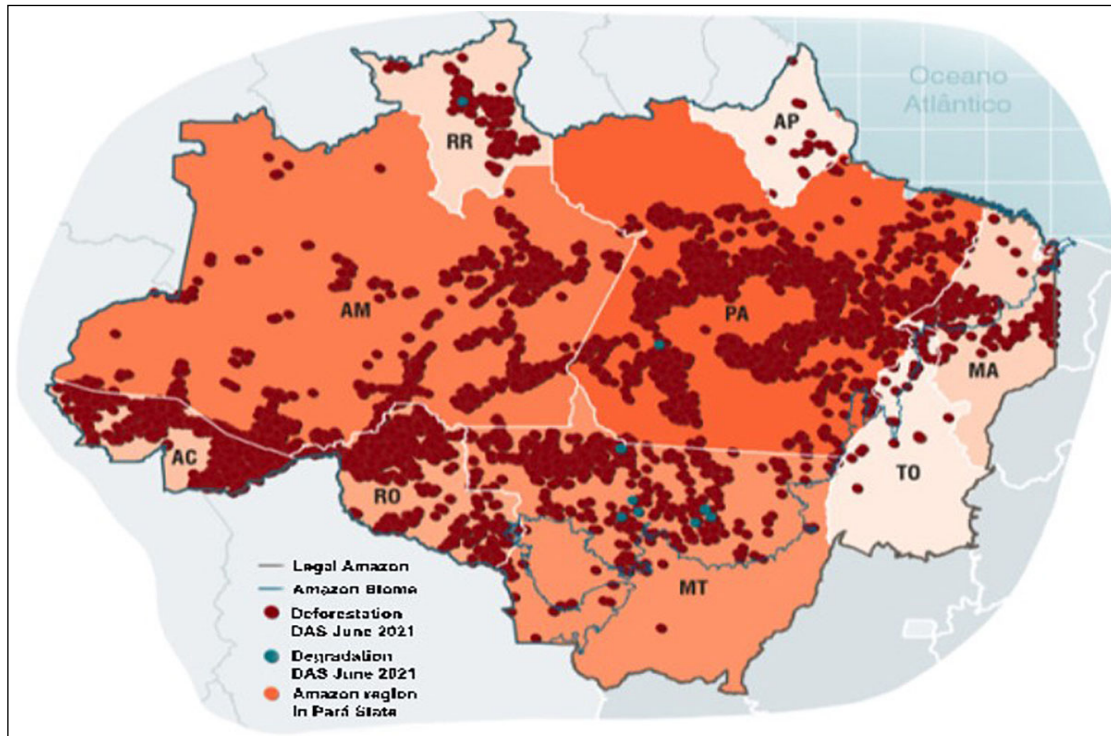 Oceano
Atlântico
RR
AP
AM
PA
MA
AC
RO
TO
MT
Legal Amazon
Amazon Biome
Deforestation
DAS June 2021
Degradation
DAS June 2021
Amazon region
In Pará State